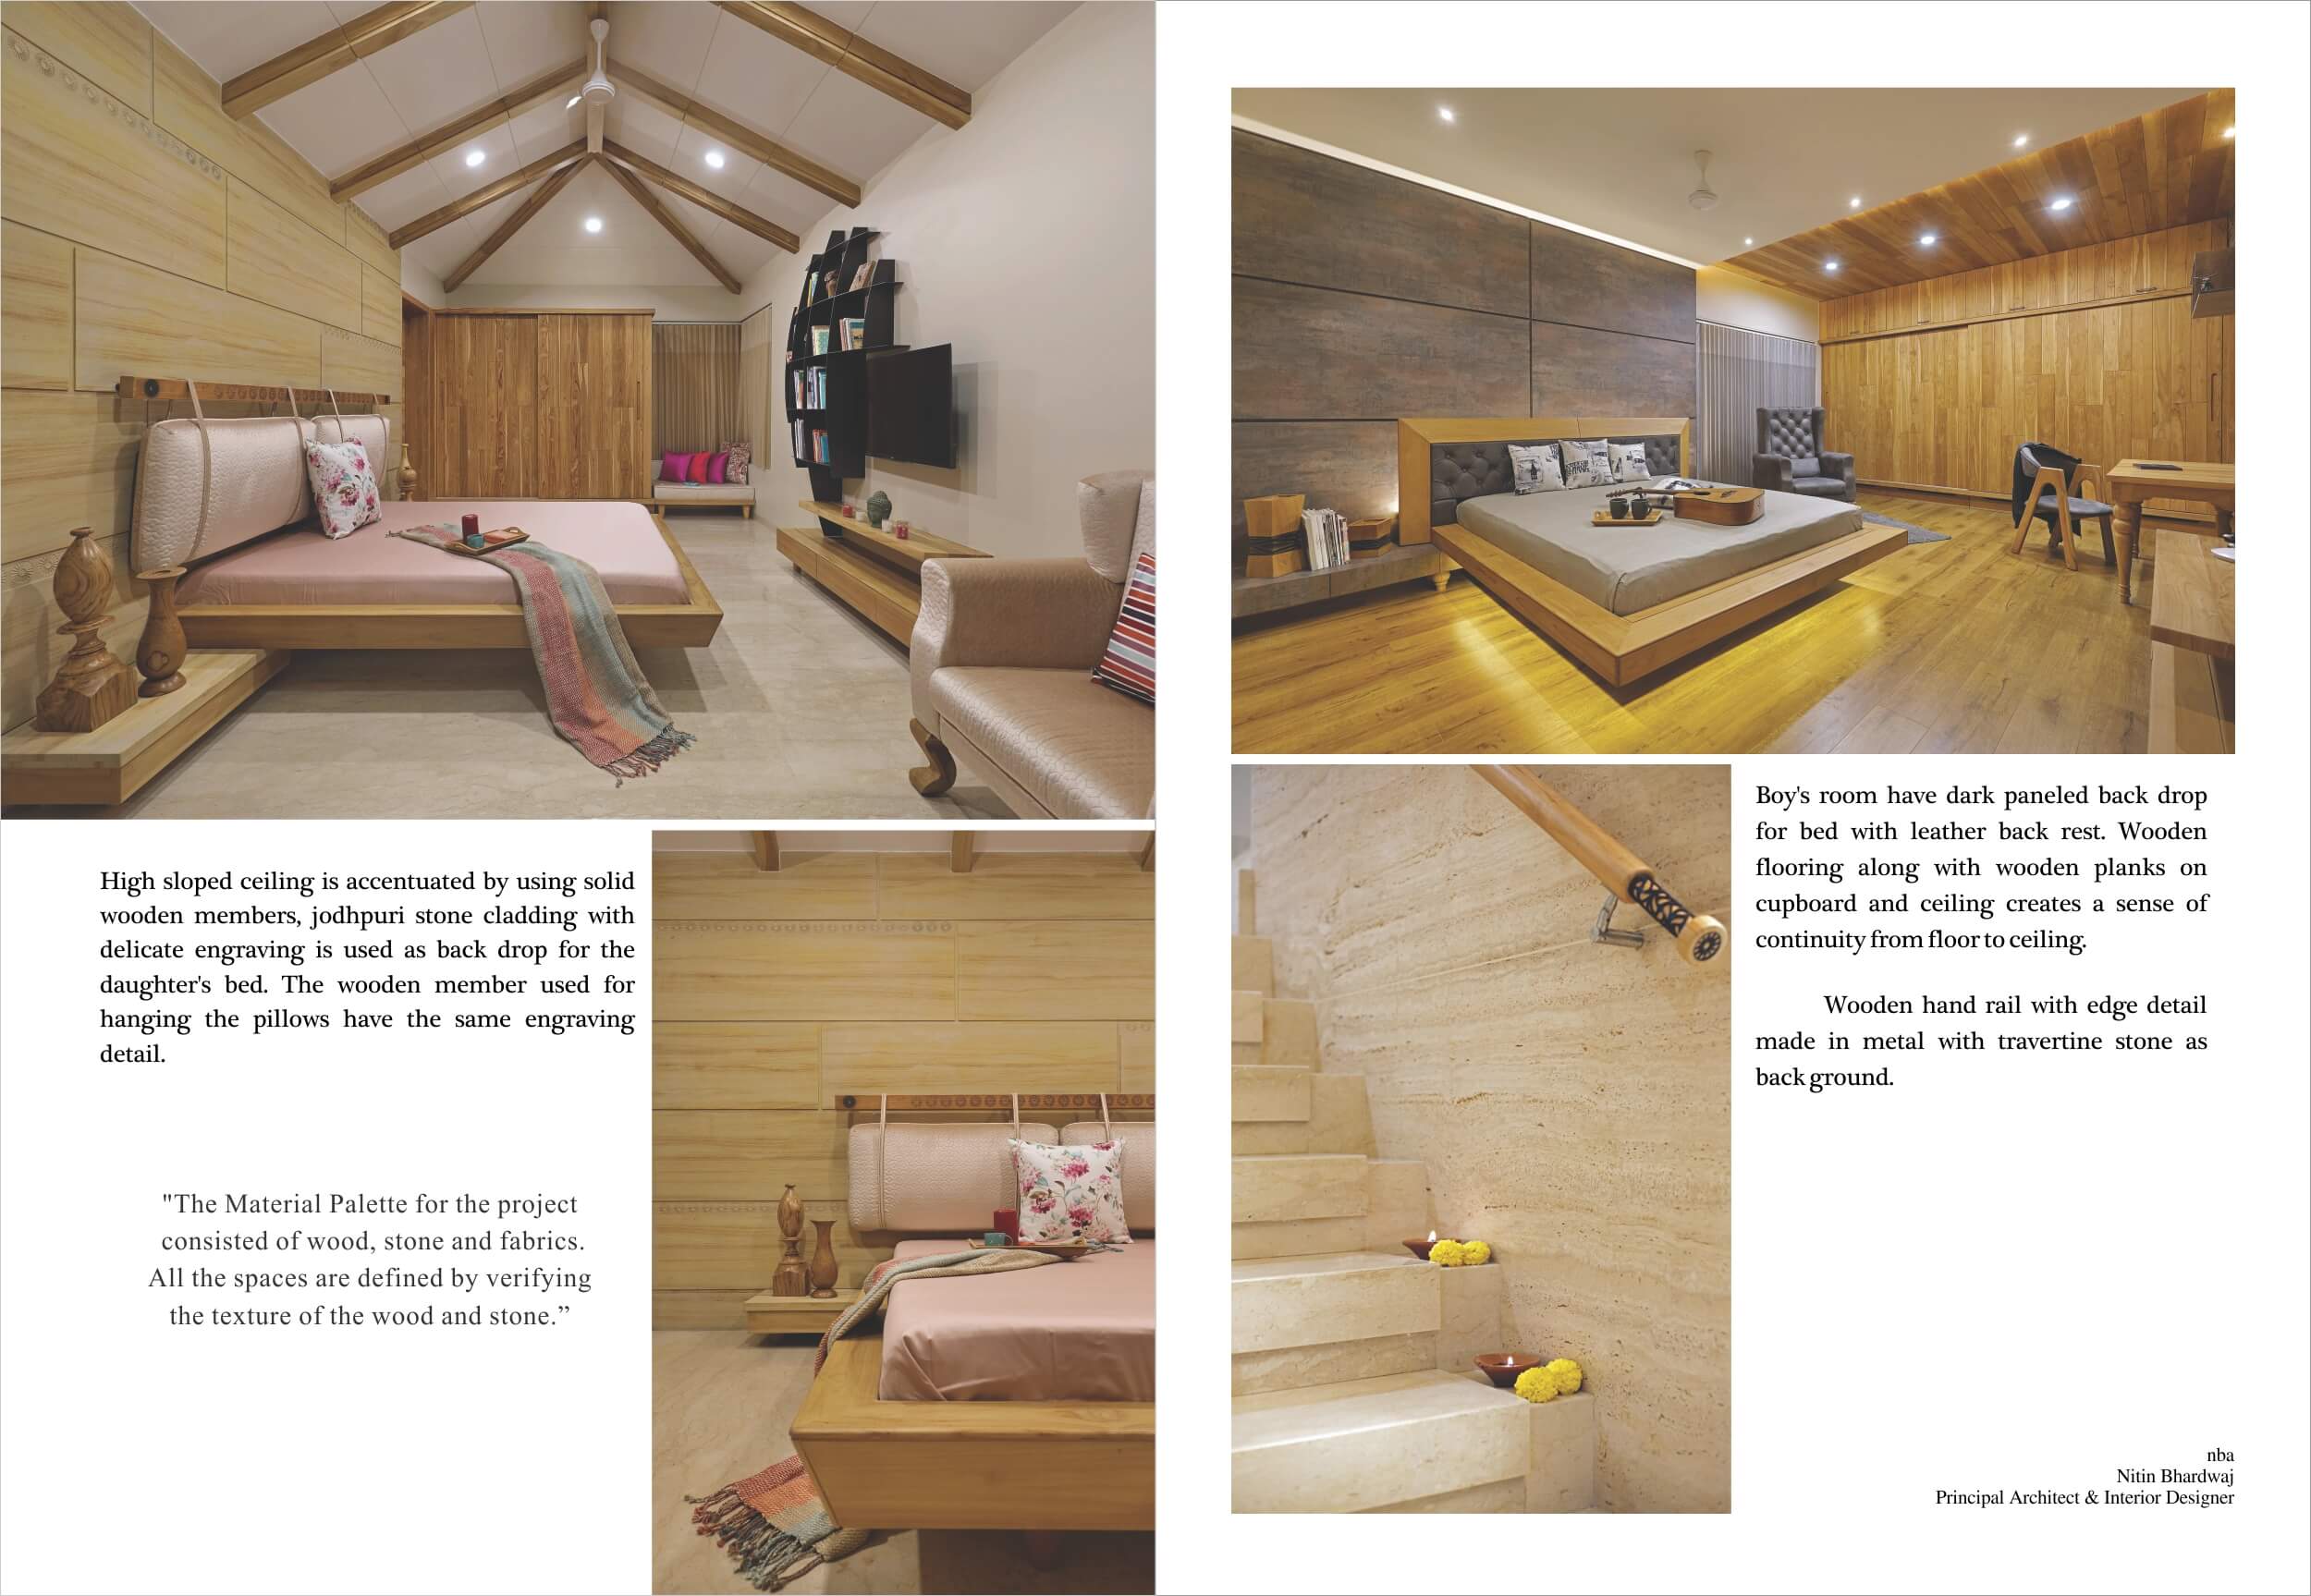 High sloped ceiling is accentuated by using solid
wooden members, jodhpuri stone cladding with
delicate engraving is used as back drop for the
daughter's bed. The wooden member used for
hanging the pillows have the same engraving
detail.
"The Material Palette for the project
consisted of wood, stone and fabrics.
All the spaces are defined by verifying
the texture of the wood and stone.”
Boy's room have dark paneled back drop
for bed with leather back rest. Wooden
flooring along with wooden planks on
cupboard and ceiling creates a sense of
continuity from floor to ceiling.
Wooden hand rail with edge detail
made in metal with travertine stone as
back ground.
nba
Nitin Bhardwaj
Principal Architect & Interior Designer